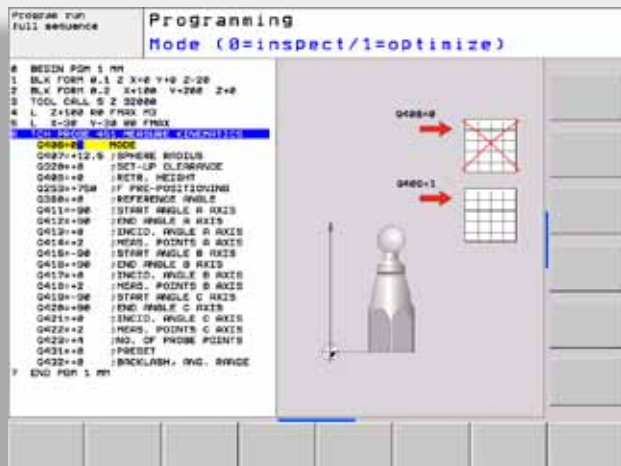 Program run
full sequence
Programming
Mode (0=inspect/1=optimize)
0 BEGIN PGM 1 MM
1 BLK FORM 0.1 Z X+0 Y+0 Z-20
2 BLK FORM 0.2 X+100 Y+200 Z+0
3 TOOL CALL 5 Z S2000
4 L Z+100 R0 FMAX M3
5 L X-30 Y-30 R0 FMAX
6 TCH PROBE 451 MEASURE KINEMATICS
Q406=0 MODE
Q407=+12.5 ;SPHERE RADIUS
Q320=+0 ;SET-UP CLEARANCE
Q408=+0 ;RETR. HEIGHT
Q253=+750 ;F PRE-POSITIONING
Q380=+0 ;REFERENCE ANGLE
Q411=-90 ;START ANGLE A AXIS
Q412=+90 ;END ANGLE A AXIS
Q413=+0 ;INCID. ANGLE A AXIS
Q414=+2 ;MEAS. POINTS A AXIS
Q415=-90 ;START ANGLE B AXIS
Q416=+90 ;END ANGLE B AXIS
Q417=+0 ;INCID. ANGLE B AXIS
Q418=+2 ;MEAS. POINTS B AXIS
Q419=-90 ;START ANGLE C AXIS
Q420=+90 ;END ANGLE C AXIS
Q421=+0 ;INCID. ANGLE C AXIS
Q422=+2 ;MEAS. POINTS C AXIS
Q423=+4 ;NO. OF PROBE POINTS
Q431=+0 ;PRESET
Q432=+0 ;BACKLASH, ANG. RANGE
7 END PGM 1 MM
Q406=0
Q406=1